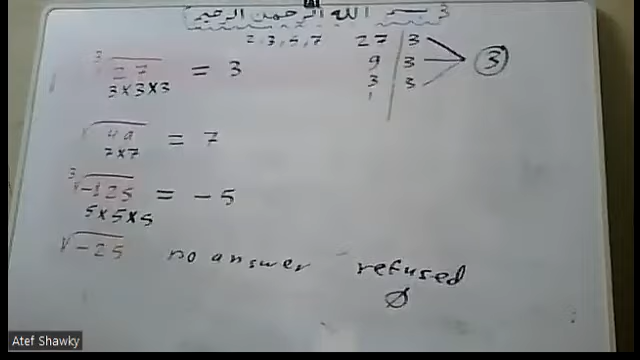 بسم الله الرحمن الرحيم
2, 3, 5, 7
27 | 3
9 | 3
3 | 3
1
3
∛27 = 3
3×3×3
√49 = 7
7×7
∛-125 = -5
5×5×5
√-25 no answer refused
∅
Atef Shawky